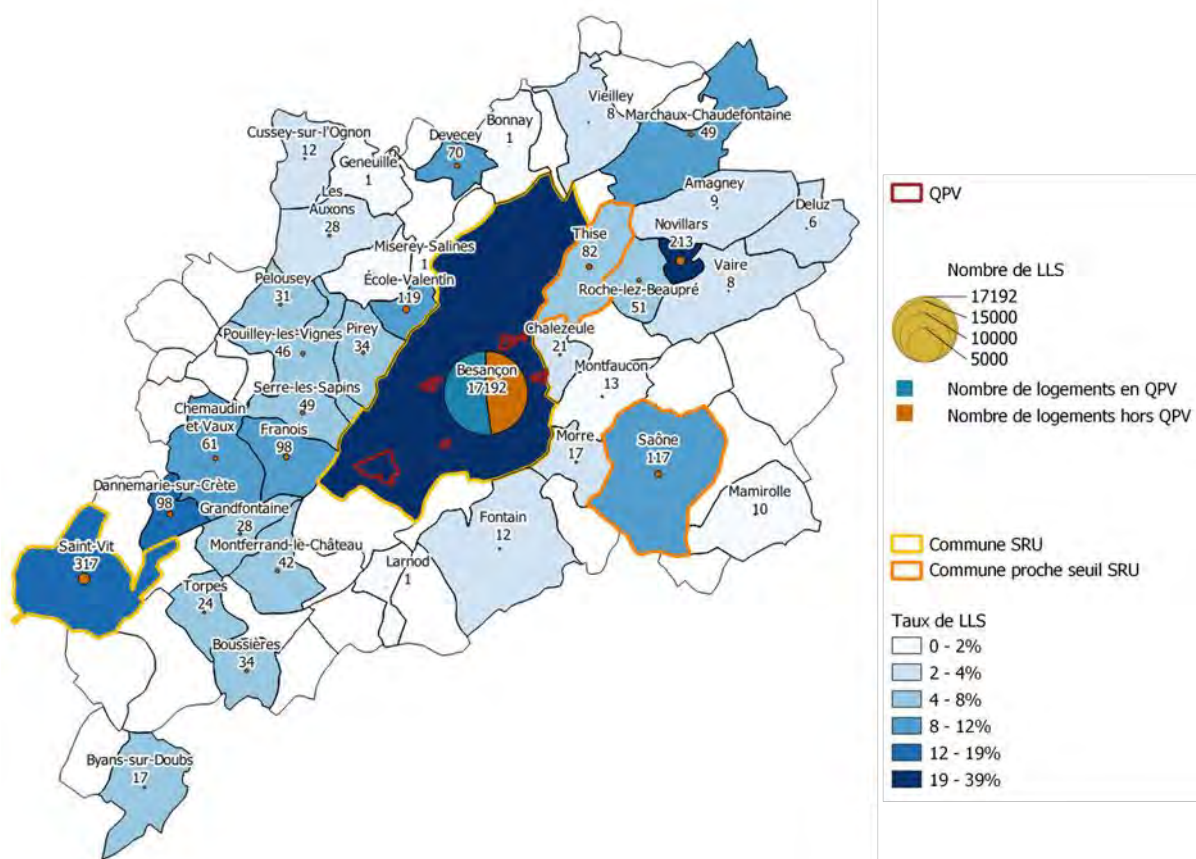 Vieilley
8
Marchaux-Chaudefontaine
49
Bonnay
1
Devecey
70
Cussey-sur-l'Ognon
12
Geneuille
1
Les
Auxons
28
Amagney
9
Deluz
6
Novillars
213
Thise
82
Vaire
8
Miserey-Salines
1
École-Valentin
119
Roche-lez-Beaupré
51
Pelousey
31
Pouilley-les-Vignes
46
Pirey
34
Chalezeule
21
Montfaucon
13
Besançon
17192
Serre-les-Sapins
49
Chemaudin
et Vaux
61
Franois
98
Morre
17
Saône
117
Mamirolle
10
Dannemarie-sur-Crète
98
Grandfontaine
28
Montferrand-le-Château
42
Fontain
12
Saint-Vit
317
Larnod
1
Torpes
24
Boussières
34
Byans-sur-Doubs
17
QPV
Nombre de LLS
17192
15000
10000
5000
Nombre de logements en QPV
Nombre de logements hors QPV
Commune SRU
Commune proche seuil SRU
Taux de LLS
0 - 2%
2 - 4%
4 - 8%
8 - 12%
12 - 19%
19 - 39%